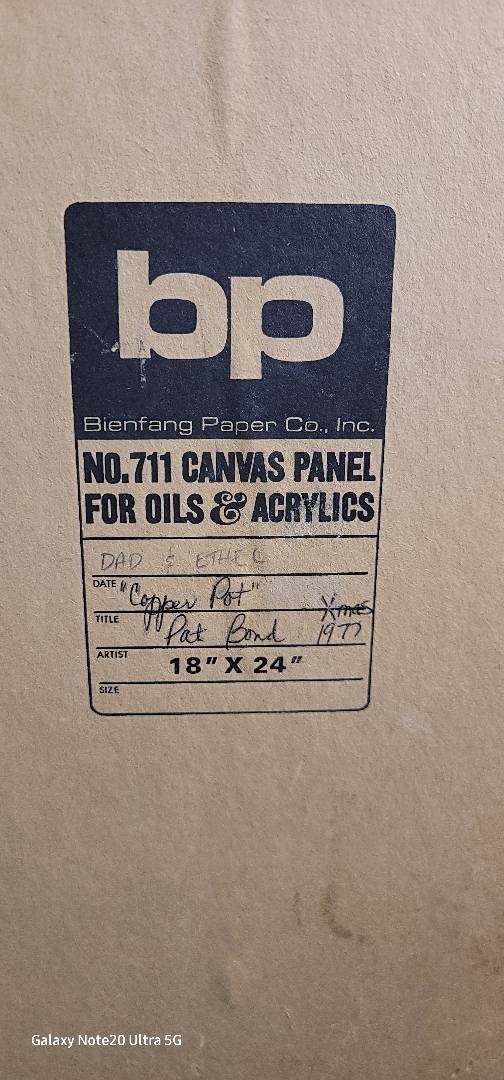 bp
Bienfang Paper Co., Inc.
NO. 711 CANVAS PANEL
FOR OILS & ACRYLICS
DAD & ETHEL
DATE "Copper Pot"
TITLE Pat Bond Xmas 1977
ARTIST 18" X 24"
SIZE
Galaxy Note20 Ultra 5G